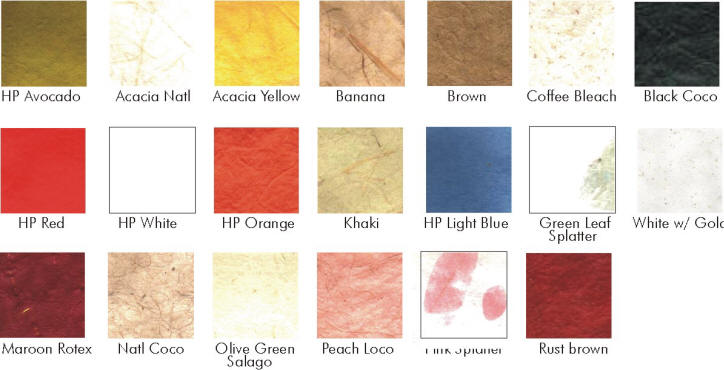 HP Avocado Acacia Natl Acacia Yellow Banana Brown Coffee Bleach Black Coco
HP Red HP White HP Orange Khaki HP Light Blue Green Leaf White w/ Gold
Splatter
Maroon Rotex Natl Coco Olive Green Peach Loco Pink Splatter Rust brown
Salago